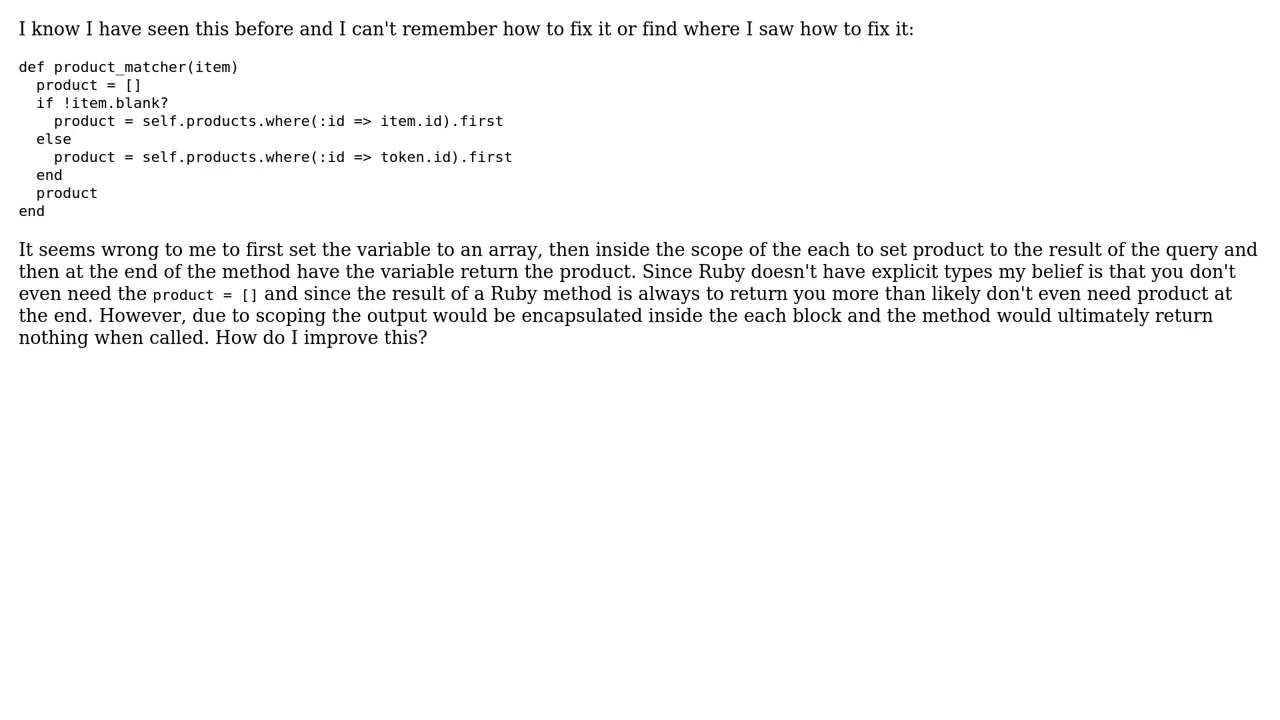 I know I have seen this before and I can't remember how to fix it or find where I saw how to fix it:
def product_matcher(item)
  product = []
  if !item.blank?
    product = self.products.where(:id => item.id).first
  else
    product = self.products.where(:id => token.id).first
  end
  product
end
It seems wrong to me to first set the variable to an array, then inside the scope of the each to set product to the result of the query and
then at the end of the method have the variable return the product. Since Ruby doesn't have explicit types my belief is that you don't
even need the product = [] and since the result of a Ruby method is always to return you more than likely don't even need product at
the end. However, due to scoping the output would be encapsulated inside the each block and the method would ultimately return
nothing when called. How do I improve this?